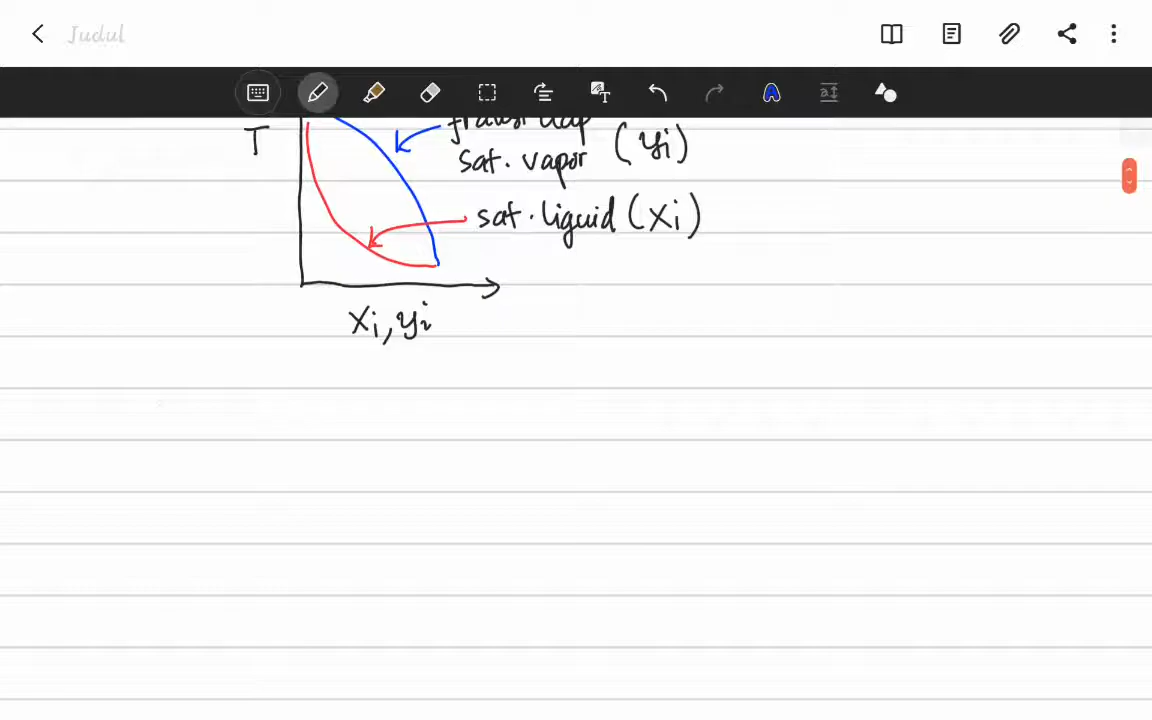 Judul
T
sat. vapor (yi)
sat. liquid (xi)
xi, yi